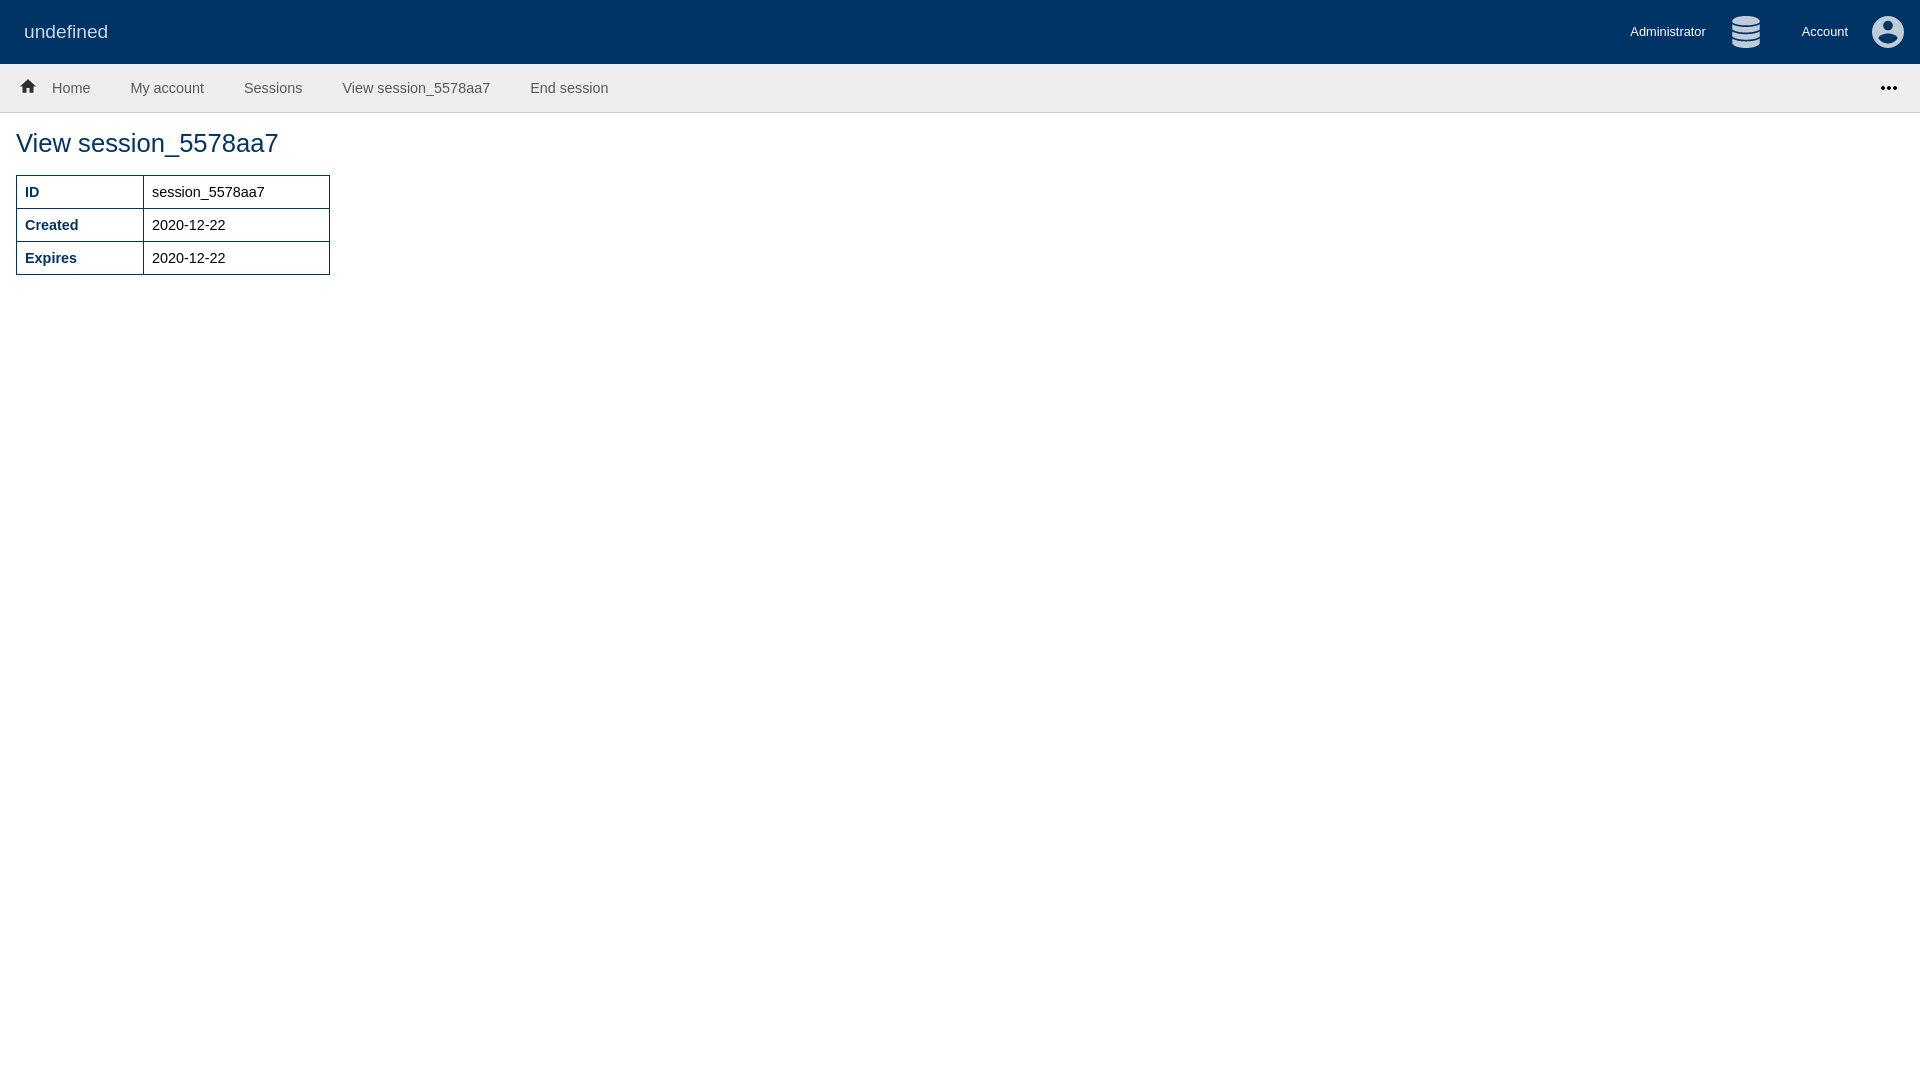 undefined
Administrator
Account
Home
My account
Sessions
View session_5578aa7
End session
View session_5578aa7
ID session_5578aa7
Created 2020-12-22
Expires 2020-12-22